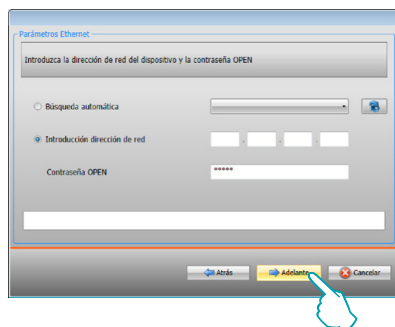 Parámetros Ethernet
Introduzca la dirección de red del dispositivo y la contraseña OPEN
Búsqueda automática
Introducción dirección de red
. . .
Contraseña OPEN
*****
Atrás Adelante Cancelar